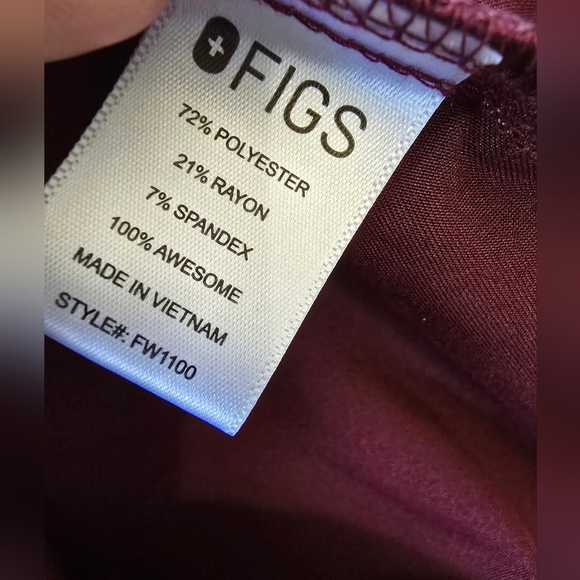 FIGS
72% POLYESTER
21% RAYON
7% SPANDEX
100% AWESOME
MADE IN VIETNAM
STYLE#: FW1100